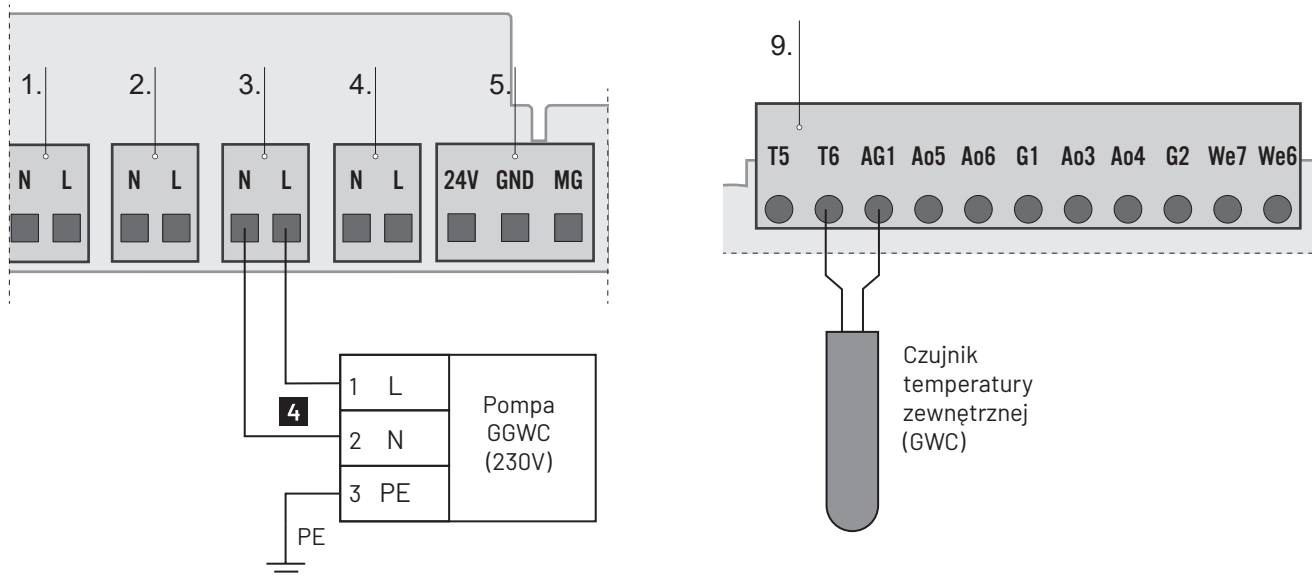 1.
2.
3.
4.
5.
N L
N L
N L
N L
24V GND MG
1 L
2 N
3 PE
4
PE
Pompa
GGWC
(230V)
9.
T5 T6 AG1 Ao5 Ao6 G1 Ao3 Ao4 G2 We7 We6
Czujnik
temperatury
zewnętrznej
(GWC)